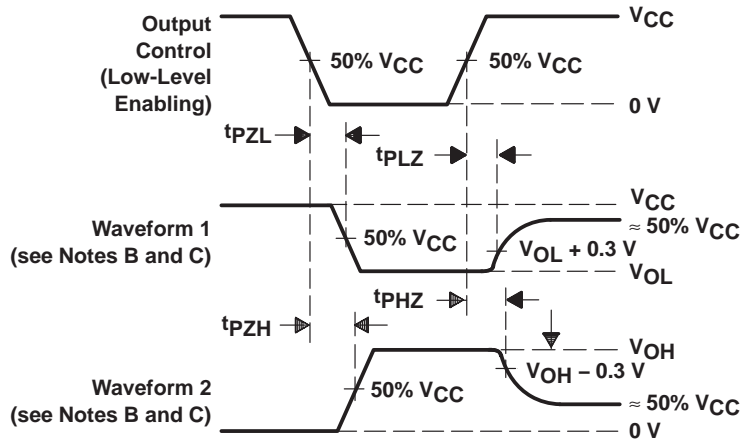 Output
Control
(Low-Level
Enabling)
VCC
50% VCC
50% VCC
0 V
tPZL
tPLZ
Waveform 1
(see Notes B and C)
VCC
≈ 50% VCC
50% VCC
VOL + 0.3 V
VOL
tPHZ
tPZH
VOH
VOH − 0.3 V
Waveform 2
(see Notes B and C)
50% VCC
≈ 50% VCC
0 V